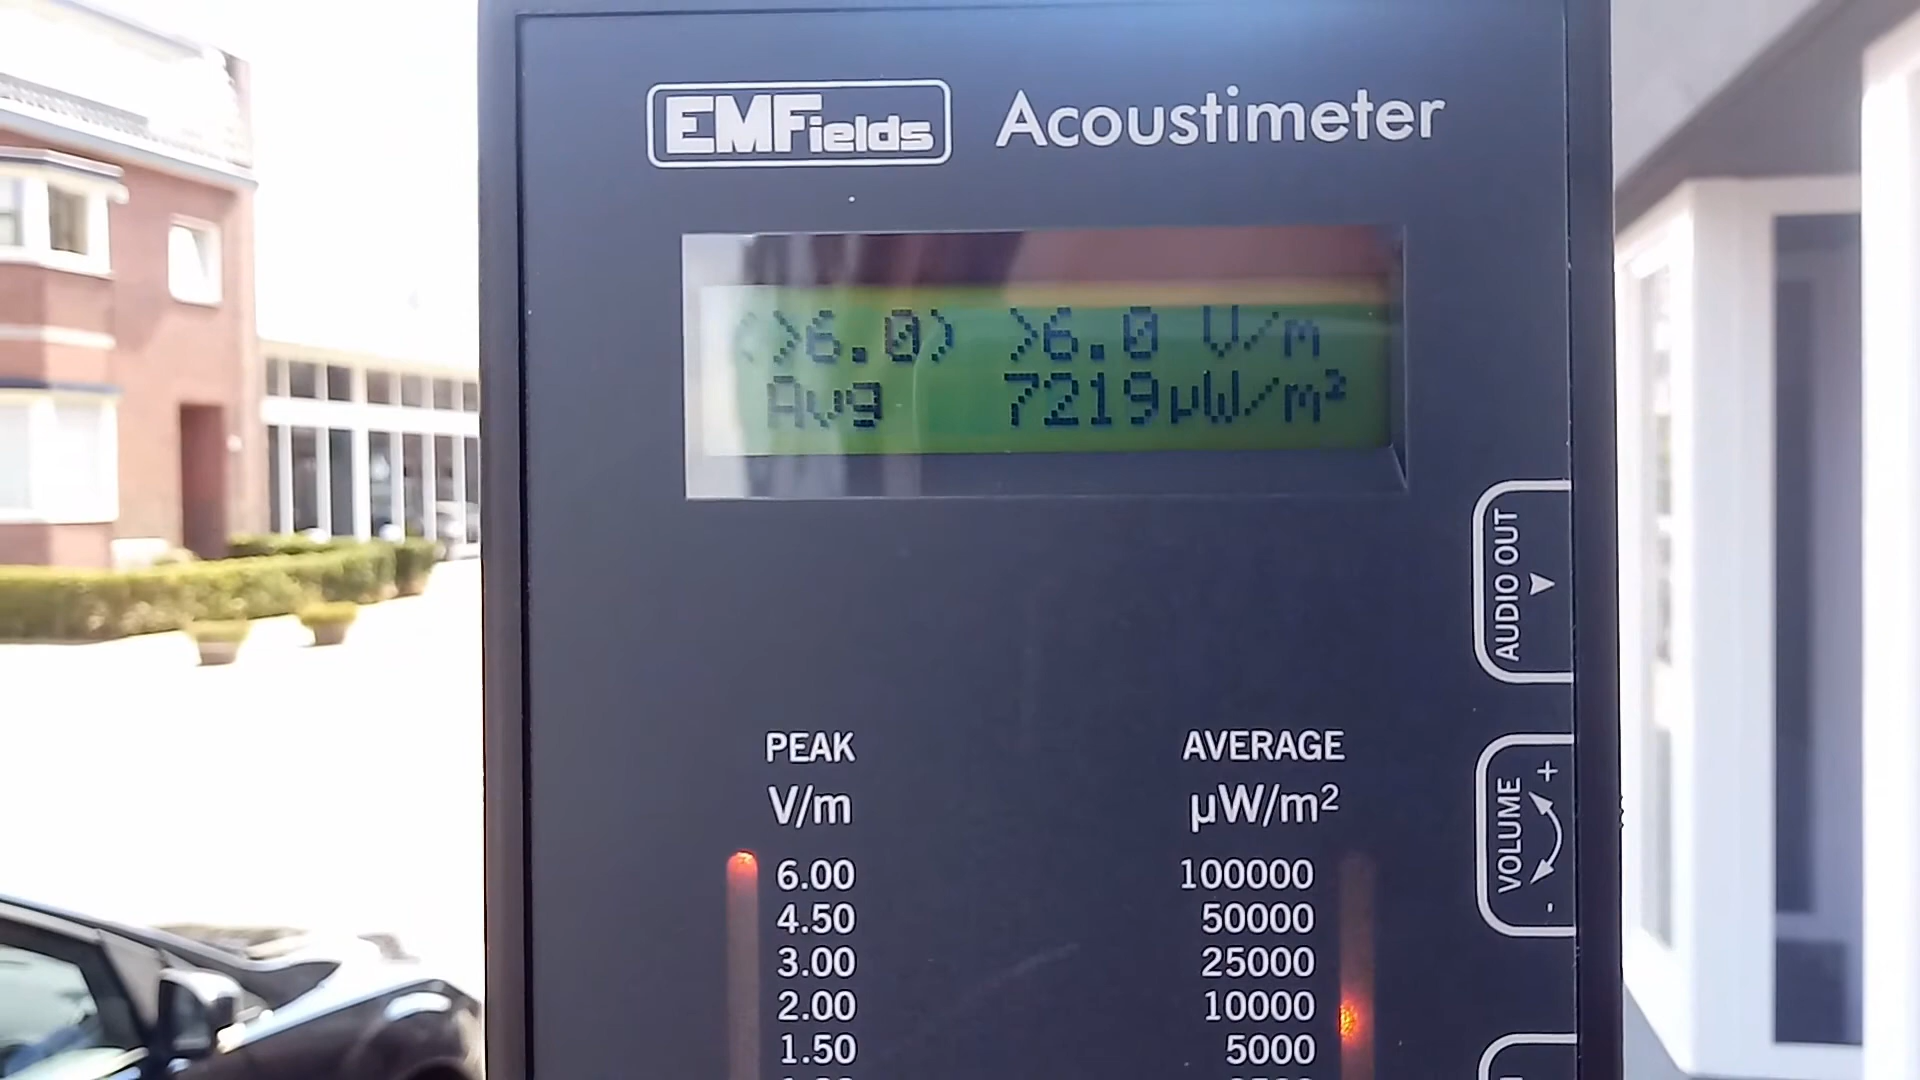 EMFields Acoustimeter
(>6.0) >6.0 V/m
Avg 7219µW/m²
AUDIO OUT
PEAK AVERAGE
V/m µW/m²
VOLUME - +
6.00 100000
4.50 50000
3.00 25000
2.00 10000
1.50 5000